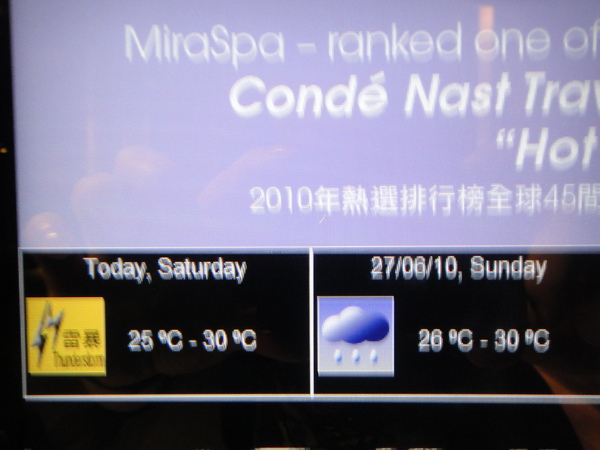 MiraSpa – ranked one of
Condé Nast Trav
"Hot
2010年熱選排行榜全球45間
Today, Saturday
27/06/10, Sunday
雷暴
Thunderstorm
25 ºC - 30 ºC
26 ºC - 30 ºC